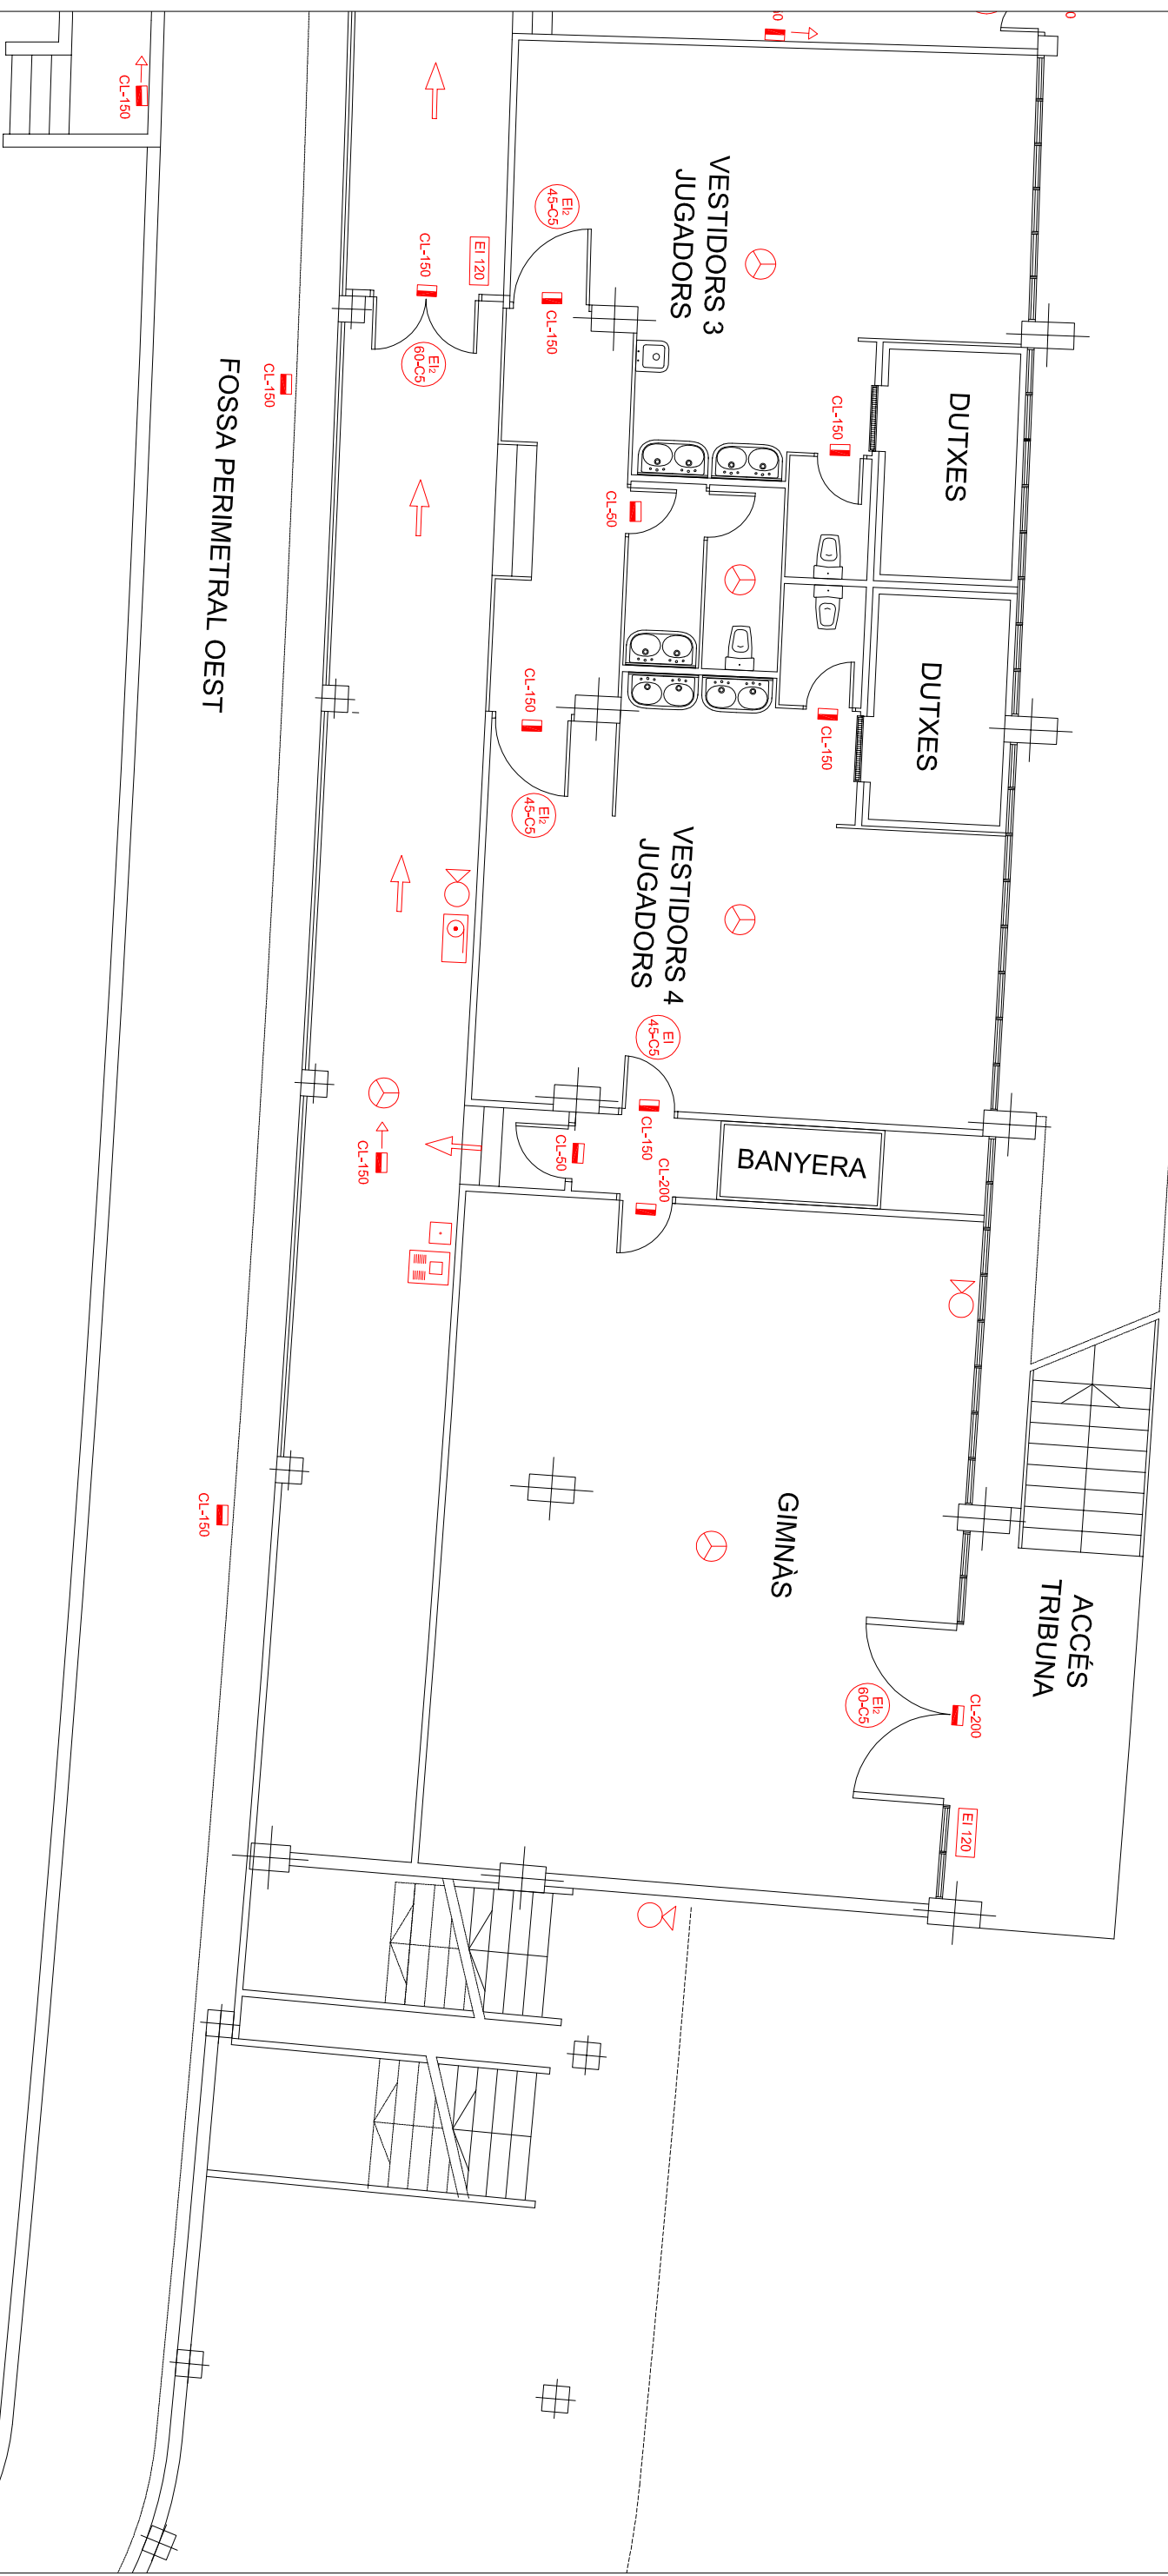 CL-150
CL-150
EI 120
EI2
60-C5
EI2
45-C5
CL-150
VESTIDORS 3
JUGADORS
CL-150
FOSSA PERIMETRAL OEST
CL-150
DUTXES
CL-50
DUTXES
CL-150
CL-150
EI2
45-C5
VESTIDORS 4
JUGADORS
EI
45-C5
CL-150
CL-50
CL-150
CL-200
BANYERA
GIMNÀS
CL-150
ACCÉS
TRIBUNA
CL-200
EI2
60-C5
EI 120